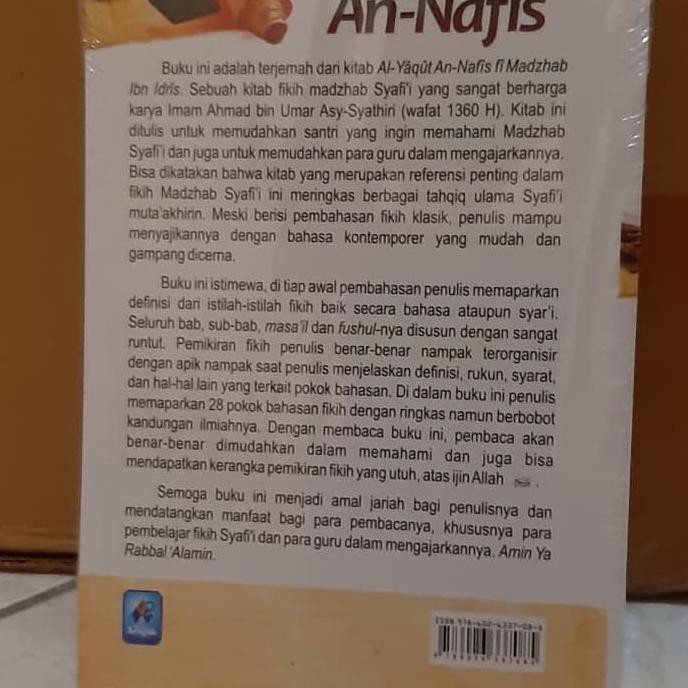 An-Nafis
Buku ini adalah terjemah dari kitab Al-Yâqût An-Nafîs fî Madzhab
Ibn Idrîs. Sebuah kitab fikih madzhab Syafi'i yang sangat berharga
karya Imam Ahmad bin Umar Asy-Syathiri (wafat 1360 H). Kitab ini
ditulis untuk memudahkan santri yang ingin memahami Madzhab
Syafi'i dan juga untuk memudahkan para guru dalam mengajarkannya.
Bisa dikatakan bahwa kitab yang merupakan referensi penting dalam
fikih Madzhab Syafi'i ini meringkas berbagai tahqiq ulama Syafi'i
muta'akhirin. Meski berisi pembahasan fikih klasik, penulis mampu
menyajikannya dengan bahasa kontemporer yang mudah dan
gampang dicerna.
Buku ini istimewa, di tiap awal pembahasan penulis memaparkan
definisi dari istilah-istilah fikih baik secara bahasa ataupun syar'i.
Seluruh bab, sub-bab, masa'il dan fushul-nya disusun dengan sangat
runtut. Pemikiran fikih penulis benar-benar nampak terorganisir
dengan apik nampak saat penulis menjelaskan definisi, rukun, syarat,
dan hal-hal lain yang terkait pokok bahasan. Di dalam buku ini penulis
memaparkan 28 pokok bahasan fikih dengan ringkas namun berbobot
kandungan ilmiahnya. Dengan membaca buku ini, pembaca akan
benar-benar dimudahkan dalam memahami dan juga bisa
mendapatkan kerangka pemikiran fikih yang utuh, atas ijin Allah .
Semoga buku ini menjadi amal jariah bagi penulisnya dan
mendatangkan manfaat bagi para pembacanya, khususnya para
pembelajar fikih Syafi'i dan para guru dalam mengajarkannya. Amin Ya
Rabbal 'Alamin.
ISBN 978-602-4337-08-4